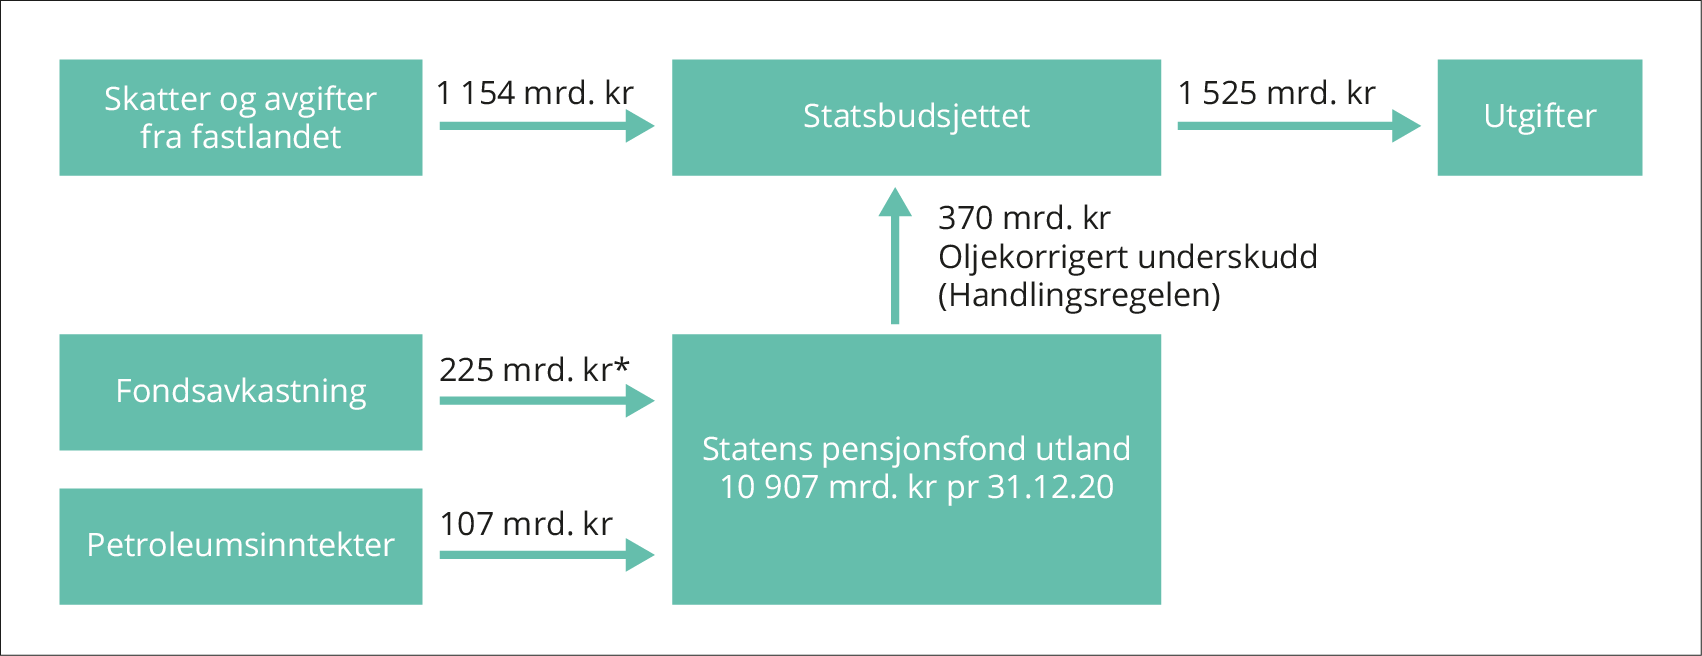 Skatter og avgifter
fra fastlandet
1 154 mrd. kr
Statsbudsjettet
1 525 mrd. kr
Utgifter
370 mrd. kr
Oljekorrigert underskudd
(Handlingsregelen)
Fondsavkastning
225 mrd. kr*
Statens pensjonsfond utland
10 907 mrd. kr pr 31.12.20
Petroleumsinntekter
107 mrd. kr